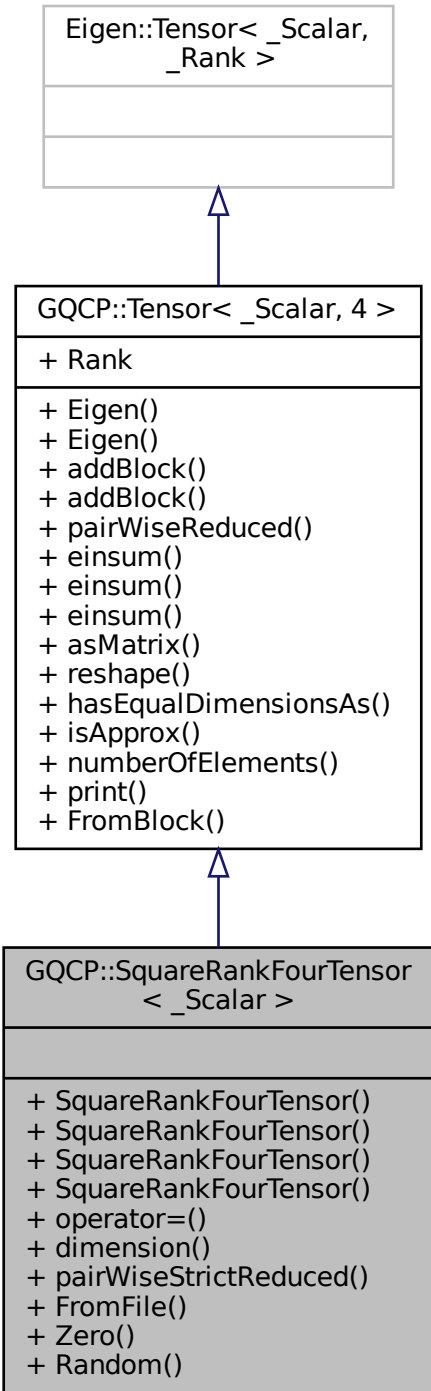 Eigen::Tensor< _Scalar,
_Rank >
GQCP::Tensor< _Scalar, 4 >
+ Rank
+ Eigen()
+ Eigen()
+ addBlock()
+ addBlock()
+ pairWiseReduced()
+ einsum()
+ einsum()
+ einsum()
+ asMatrix()
+ reshape()
+ hasEqualDimensionsAs()
+ isApprox()
+ numberOfElements()
+ print()
+ FromBlock()
GQCP::SquareRankFourTensor
< _Scalar >
+ SquareRankFourTensor()
+ SquareRankFourTensor()
+ SquareRankFourTensor()
+ SquareRankFourTensor()
+ operator=()
+ dimension()
+ pairWiseStrictReduced()
+ FromFile()
+ Zero()
+ Random()